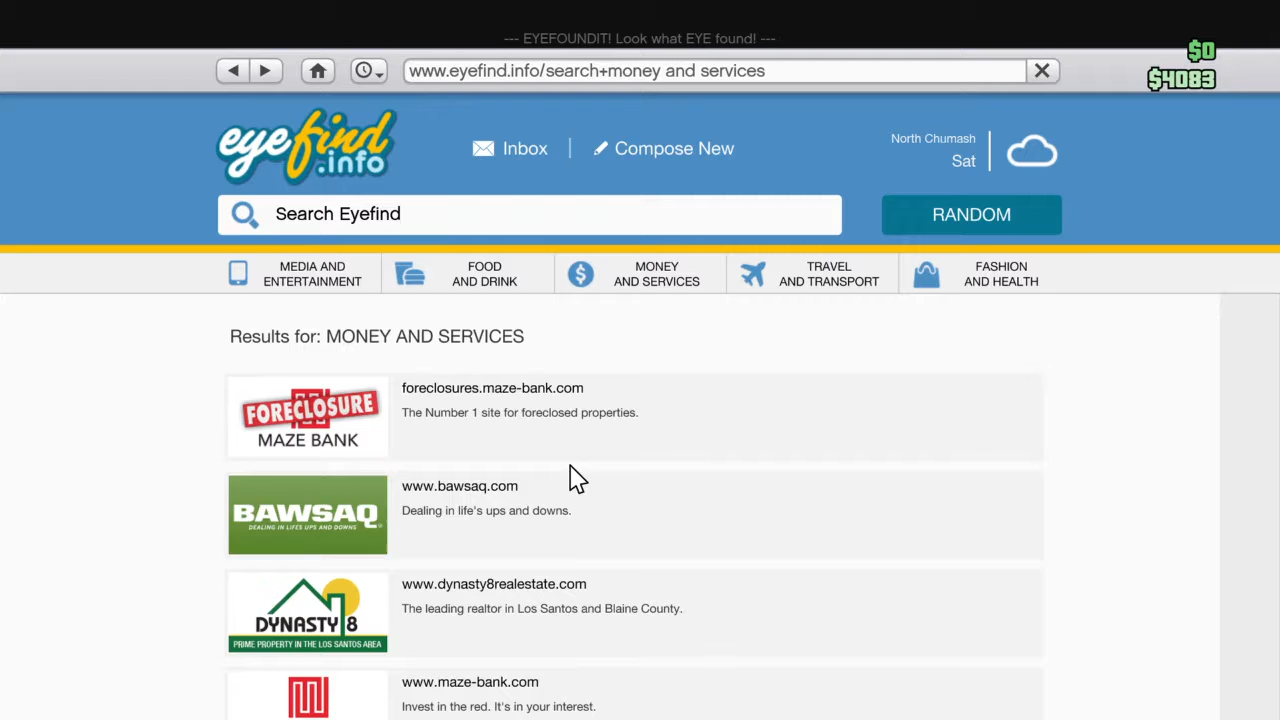 --- EYEFOUNDIT! Look what EYE found! ---
$0
www.eyefind.info/search+money and services
$4083
eyefind
.info
Inbox
Compose New
North Chumash
Sat
Search Eyefind
RANDOM
MEDIA AND
ENTERTAINMENT
FOOD
AND DRINK
MONEY
AND SERVICES
TRAVEL
AND TRANSPORT
FASHION
AND HEALTH
Results for: MONEY AND SERVICES
FORECLOSURE
MAZE BANK
foreclosures.maze-bank.com
The Number 1 site for foreclosed properties.
BAWSAQ
DEALING IN LIFE'S UPS AND DOWNS
www.bawsaq.com
Dealing in life's ups and downs.
DYNASTY 8
PRIME PROPERTY IN THE LOS SANTOS AREA
www.dynasty8realestate.com
The leading realtor in Los Santos and Blaine County.
www.maze-bank.com
Invest in the red. It's in your interest.